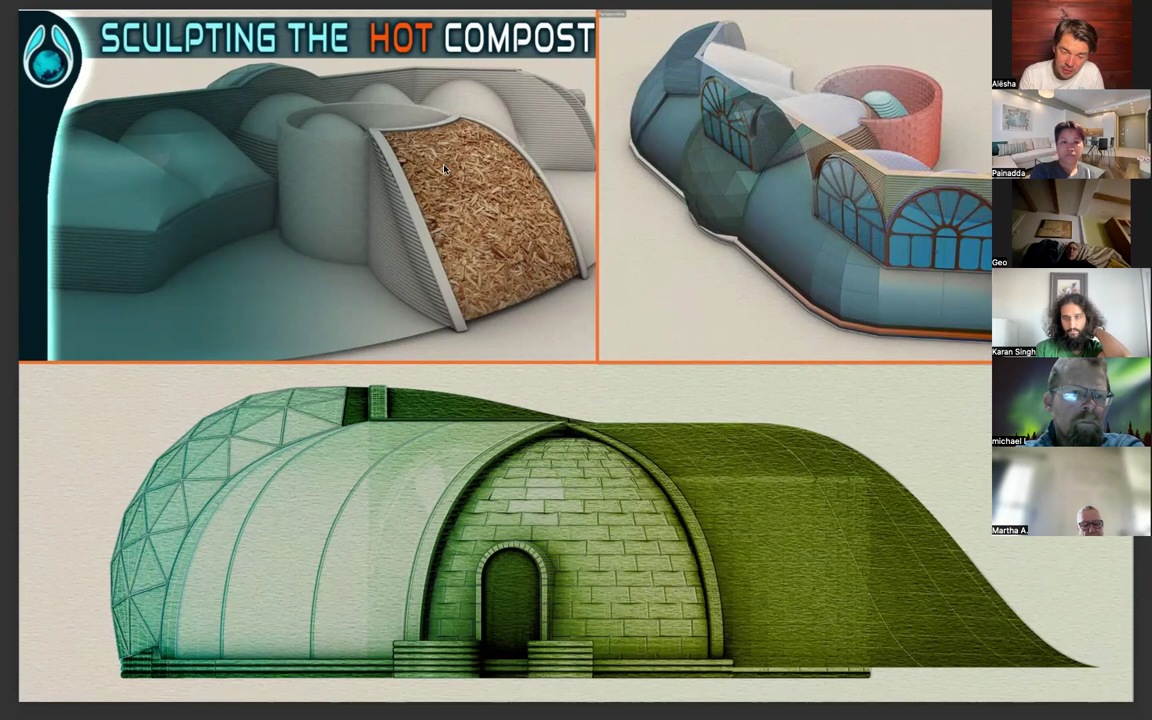 SCULPTING THE HOT COMPOST
Alësha
Painadda
Geo
Karan Singh
michael l
Martha A.